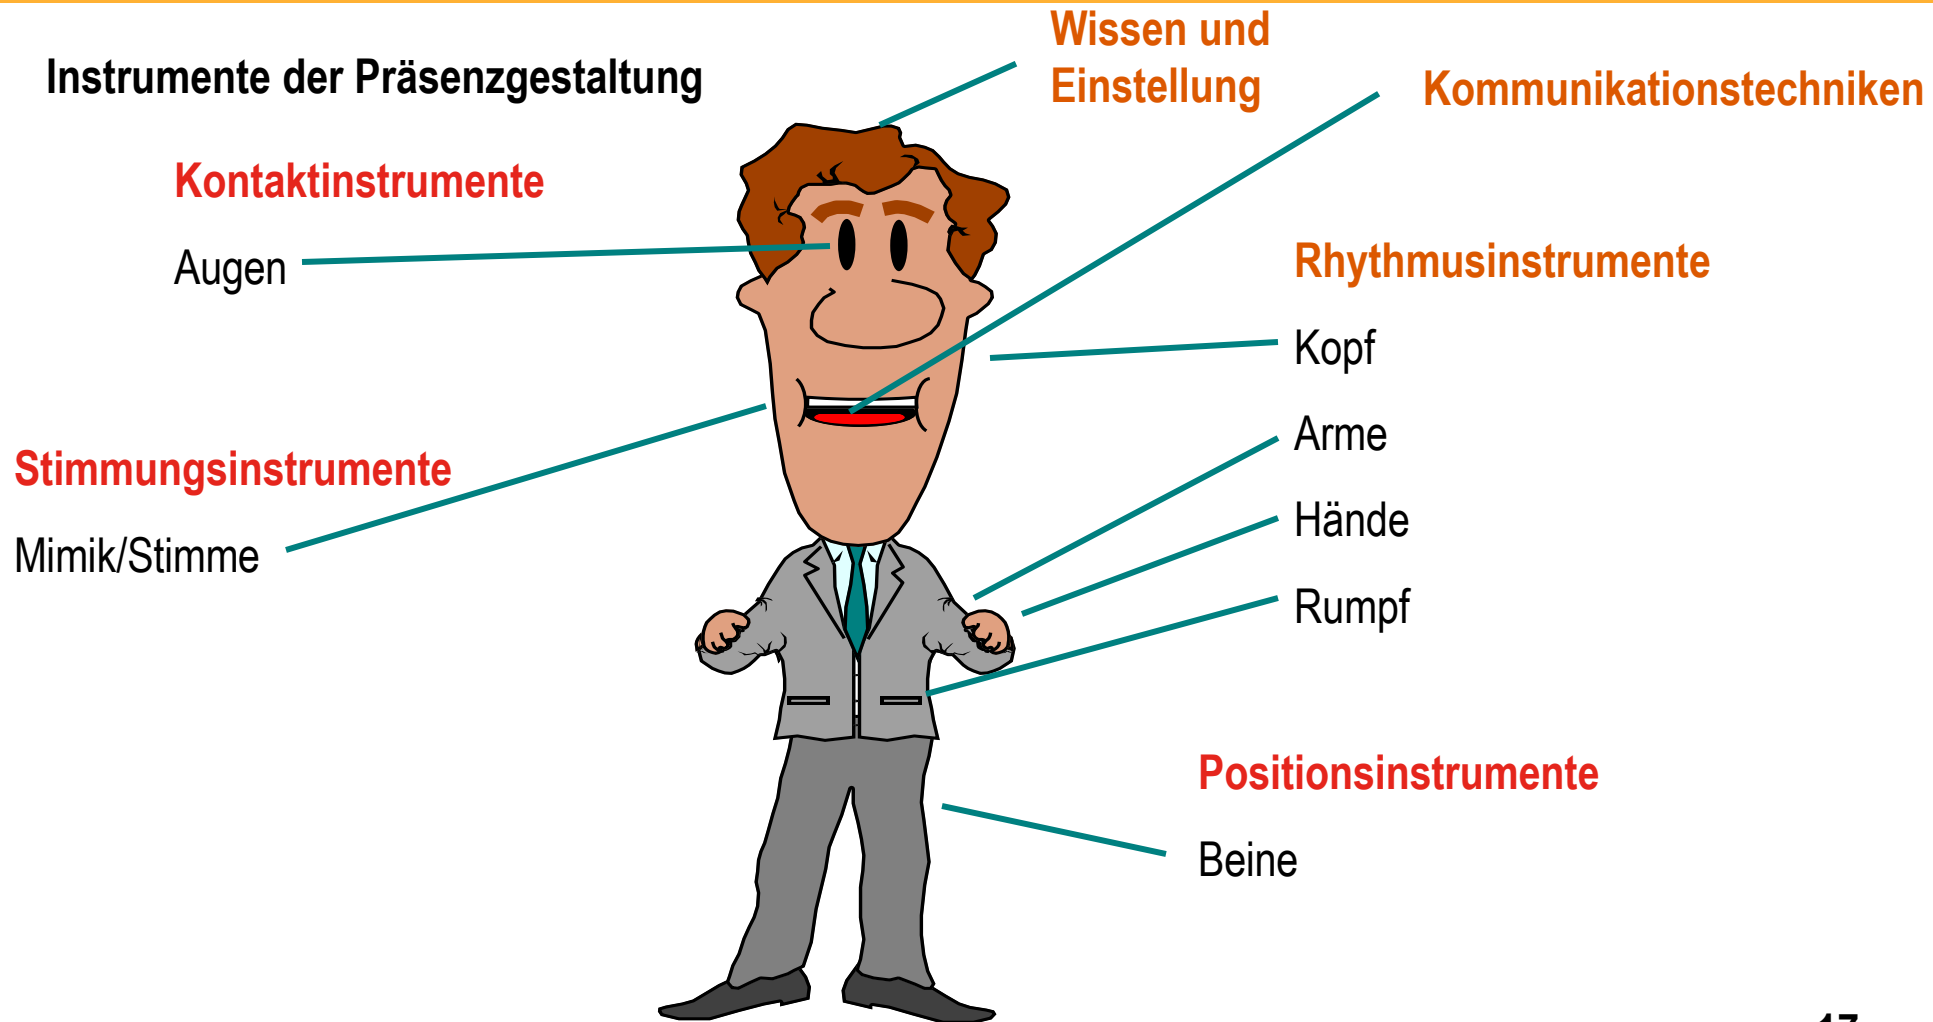 Instrumente der Präsenzgestaltung
Wissen und
Einstellung
Kommunikationstechniken
Kontaktinstrumente
Augen
Rhythmusinstrumente
Kopf
Arme
Hände
Rumpf
Stimmungsinstrumente
Mimik/Stimme
Positionsinstrumente
Beine
17